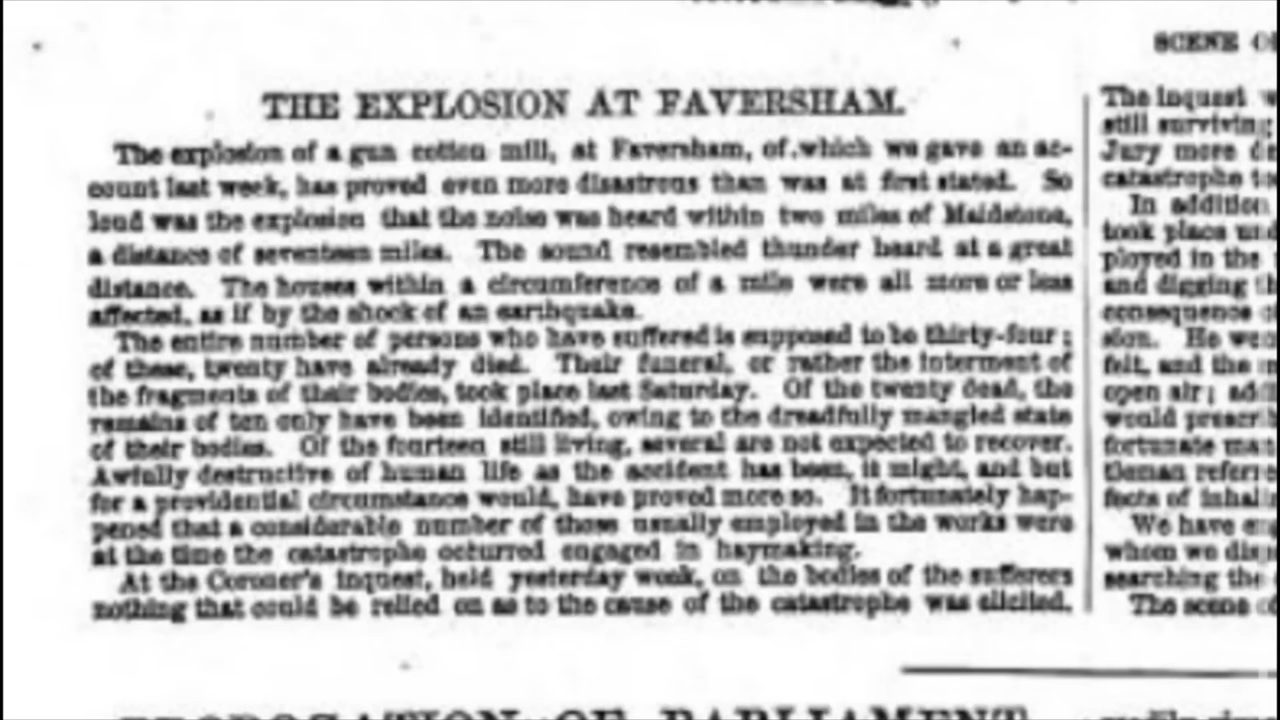 SCENE
THE EXPLOSION AT FAVERSHAM.
The explosion of a gun cotton mill, at Faversham, of which we gave an ac-
count last week, has proved even more disastrous than was at first stated. So
loud was the explosion that the noise was heard within two miles of Maidstone,
a distance of seventeen miles. The sound resembled thunder heard at a great
distance. The houses within a circumference of a mile were all more or less
affected, as if by the shock of an earthquake.
The entire number of persons who have suffered is supposed to be thirty-four;
of these, twenty have already died. Their funeral, or rather the interment of
the fragments of their bodies, took place last Saturday. Of the twenty dead, the
remains of ten only have been identified, owing to the dreadfully mangled state
of their bodies. Of the fourteen still living, several are not expected to recover.
Awfully destructive of human life as the accident has been, it might, and but
for a providential circumstance would, have proved more so. It fortunately hap-
pened that a considerable number of those usually employed in the works were
at the time the catastrophe occurred engaged in haymaking.
At the Coroner's inquest, held yesterday week, on the bodies of the sufferers
nothing that could be relied on as to the cause of the catastrophe was elicited.
The inquest
still surviving
Jury more
catastrophe
In addition
took place
ployed in the
and digging
consequence
sion. He
felt, and the
open air;
would
fortunate
tleman
fects of
We have
whom we
searching the
The scene
OF PARLIAMENT